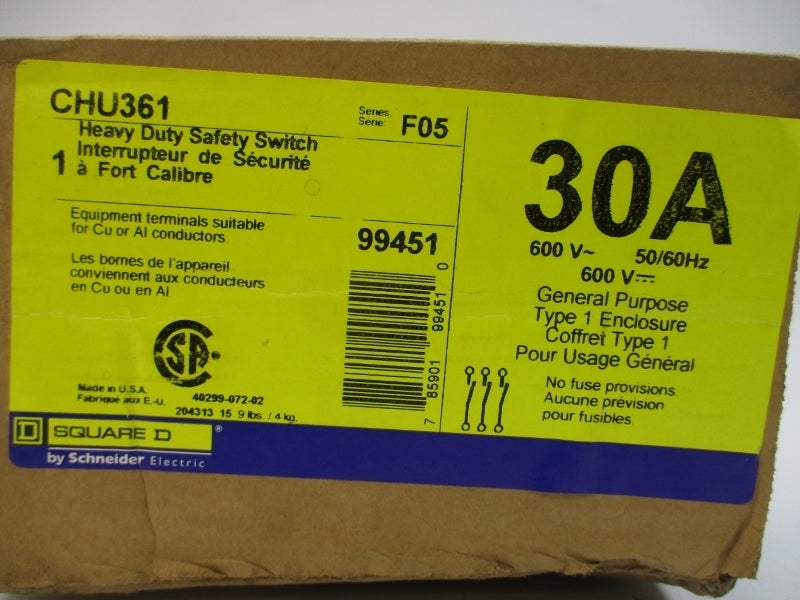 CHU361
Series:
Série:
F05
1
Heavy Duty Safety Switch
Interrupteur de Sécurité
à Fort Calibre
Equipment terminals suitable
for Cu or Al conductors.
Les bornes de l'appareil
conviennent aux conducteurs
en Cu ou en Al
99451
7 85901 99451 0
CSA
®
Made in U.S.A.
Fabrique aux E.-U.
40299-072-02
204313 15 9 lbs. / 4 kg.
30A
600 V~ 50/60Hz
600 V⎓
General Purpose
Type 1 Enclosure
Coffret Type 1
Pour Usage Général
No fuse provisions.
Aucune prévision
pour fusibles.
D SQUARE D ®
by Schneider Electric